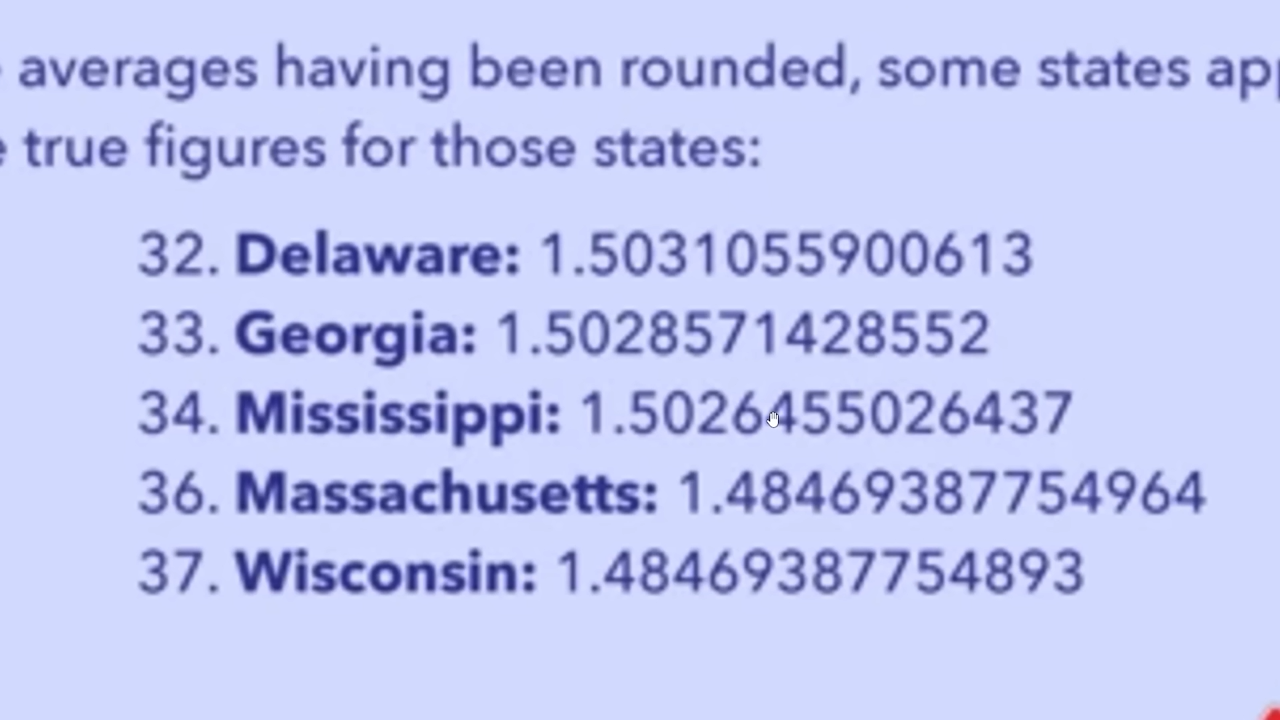 averages having been rounded, some states
true figures for those states:
32. Delaware: 1.5031055900613
33. Georgia: 1.5028571428552
34. Mississippi: 1.5026455026437
36. Massachusetts: 1.48469387754964
37. Wisconsin: 1.48469387754893